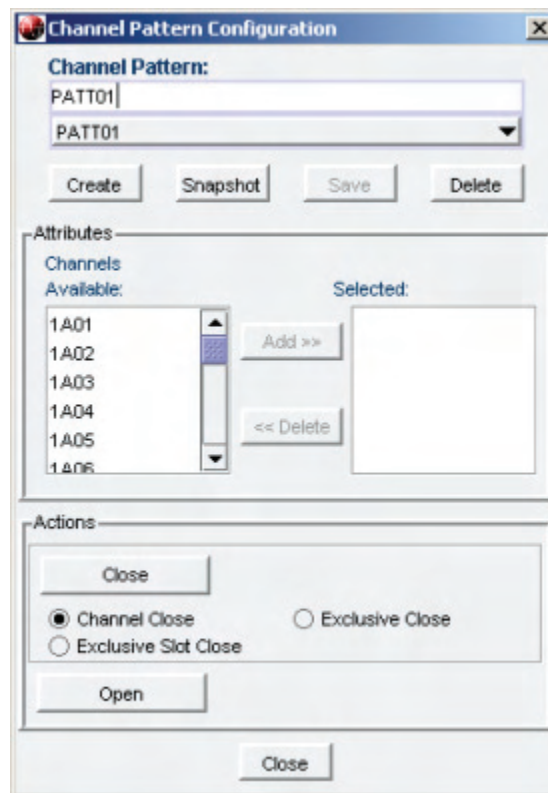 Channel Pattern Configuration
Channel Pattern:
PATT01
PATT01
Create Snapshot Save Delete
Attributes
Channels
Available: Selected:
1A01
1A02
1A03
1A04
1A05
1A06
Add >>
<< Delete
Actions
Close
Channel Close Exclusive Close
Exclusive Slot Close
Open
Close